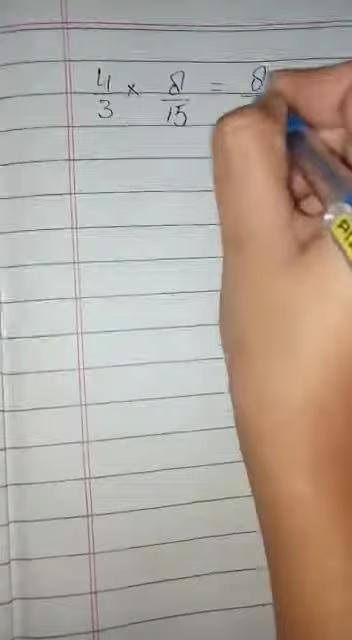 4/3 × 8/15 = 8